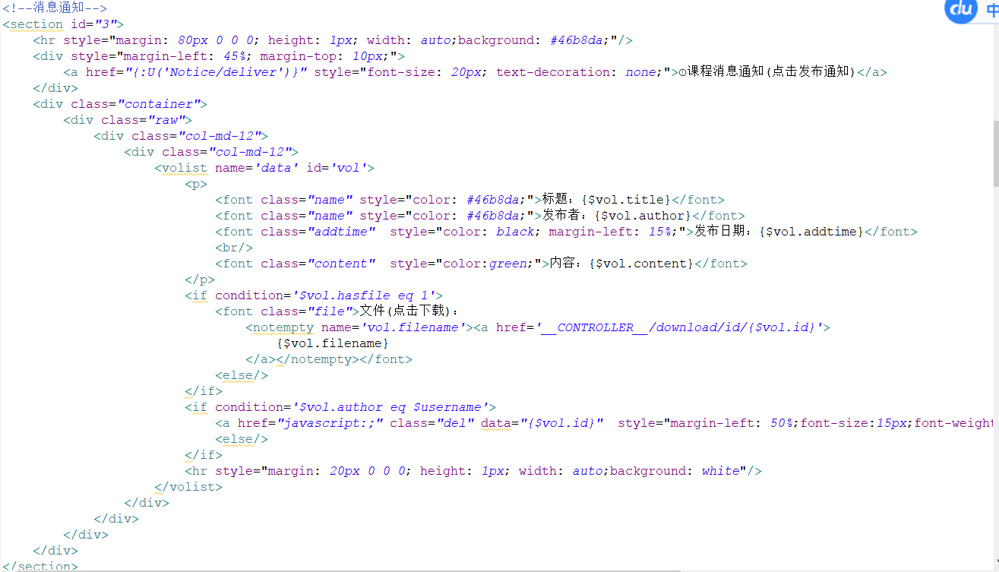 <!--消息通知-->
du 中
<section id="3">
<hr style="margin: 80px 0 0 0; height: 1px; width: auto;background: #46b8da;"/>
<div style="margin-left: 45%; margin-top: 10px;">
<a href="{:U('Notice/deliver')}" style="font-size: 20px; text-decoration: none;">①课程消息通知(点击发布通知)</a>
</div>
<div class="container">
<div class="raw">
<div class="col-md-12">
<div class="col-md-12">
<volist name='data' id='vol'>
<p>
<font class="name" style="color: #46b8da;">标题：{$vol.title}</font>
<font class="name" style="color: #46b8da;">发布者：{$vol.author}</font>
<font class="addtime"  style="color: black; margin-left: 15%;">发布日期：{$vol.addtime}</font>
<br/>
<font class="content"  style="color:green;">内容：{$vol.content}</font>
</p>
<if condition='$vol.hasfile eq 1'>
<font class="file">文件(点击下载)：
<notempty name='vol.filename'><a href='__CONTROLLER__/download/id/{$vol.id}'>
{$vol.filename}
</a></notempty></font>
<else/>
</if>
<if condition='$vol.author eq $username'>
<a href="javascript:;" class="del" data="{$vol.id}"  style="margin-left: 50%;font-size:15px;font-weight
<else/>
</if>
<hr style="margin: 20px 0 0 0; height: 1px; width: auto;background: white"/>
</volist>
</div>
</div>
</div>
</div>
</section>